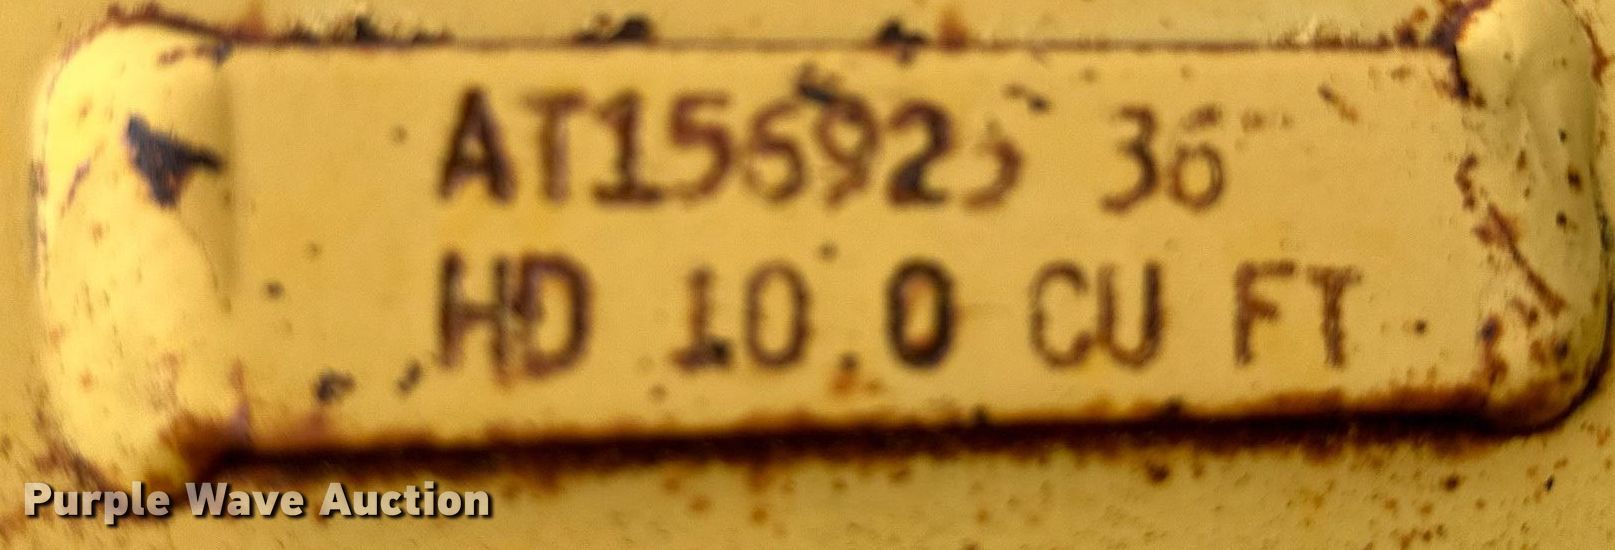 AT156925 36
HD 10.0 CU FT
Purple Wave Auction